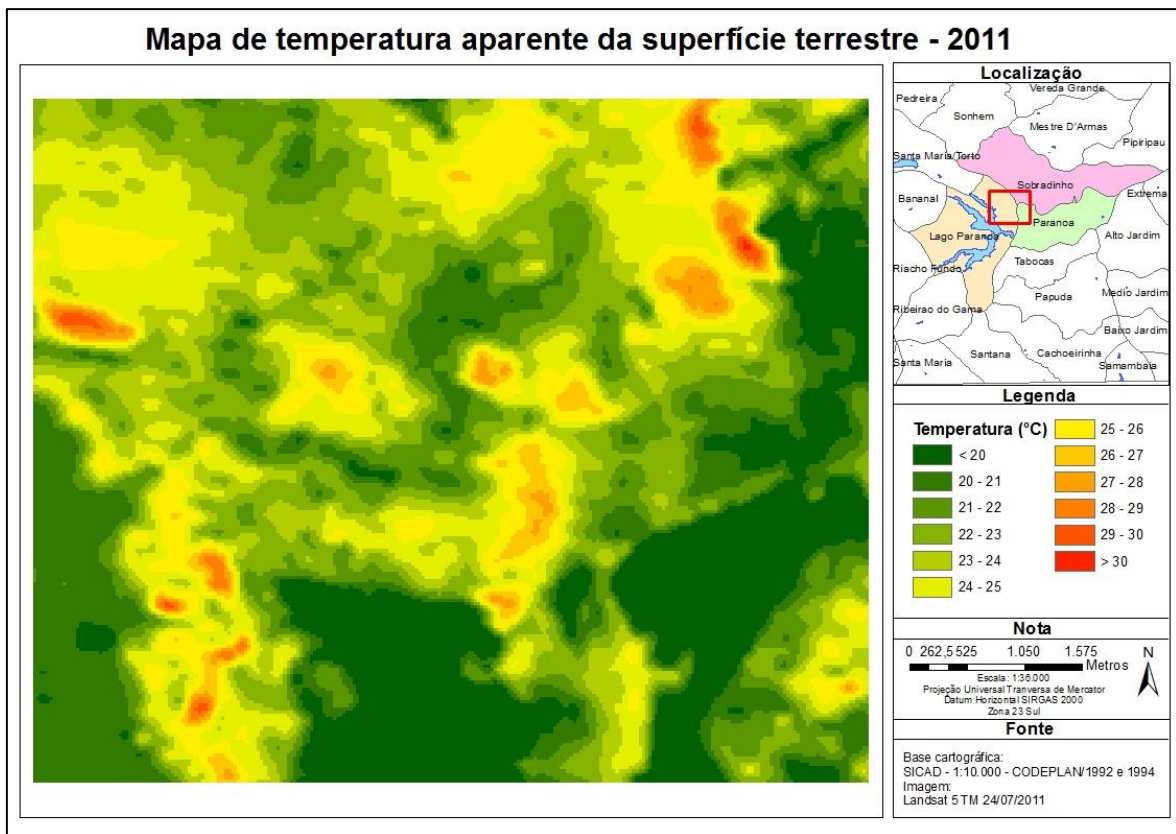 Mapa de temperatura aparente da superfície terrestre - 2011
Localização
Vereda Grande
Pedreira
Sonhem
Mestre D'Armas
Pipiripau
Santa Maria/Torto
Sobradinho
Extrema
Bananal
Paranoa
Lago Paranoa
Alto Jardim
Tabocas
Riacho Fundo
Papuda
Medio Jardim
Ribeirao do Gama
Baixo Jardim
Santana
Cachoeirinha
Santa Maria
Samambaia
Legenda
Temperatura (°C)
< 20
20 - 21
21 - 22
22 - 23
23 - 24
24 - 25
25 - 26
26 - 27
27 - 28
28 - 29
29 - 30
> 30
Nota
0 262,5525 1.050 1.575
Metros
N
Escala: 1:36.000
Projeção Universal Tranversa de Mercator
Datum Horizontal SIRGAS 2000
Zona 23 Sul
Fonte
Base cartográfica:
SICAD - 1:10.000 - CODEPLAN/1992 e 1994
Imagem:
Landsat 5 TM 24/07/2011